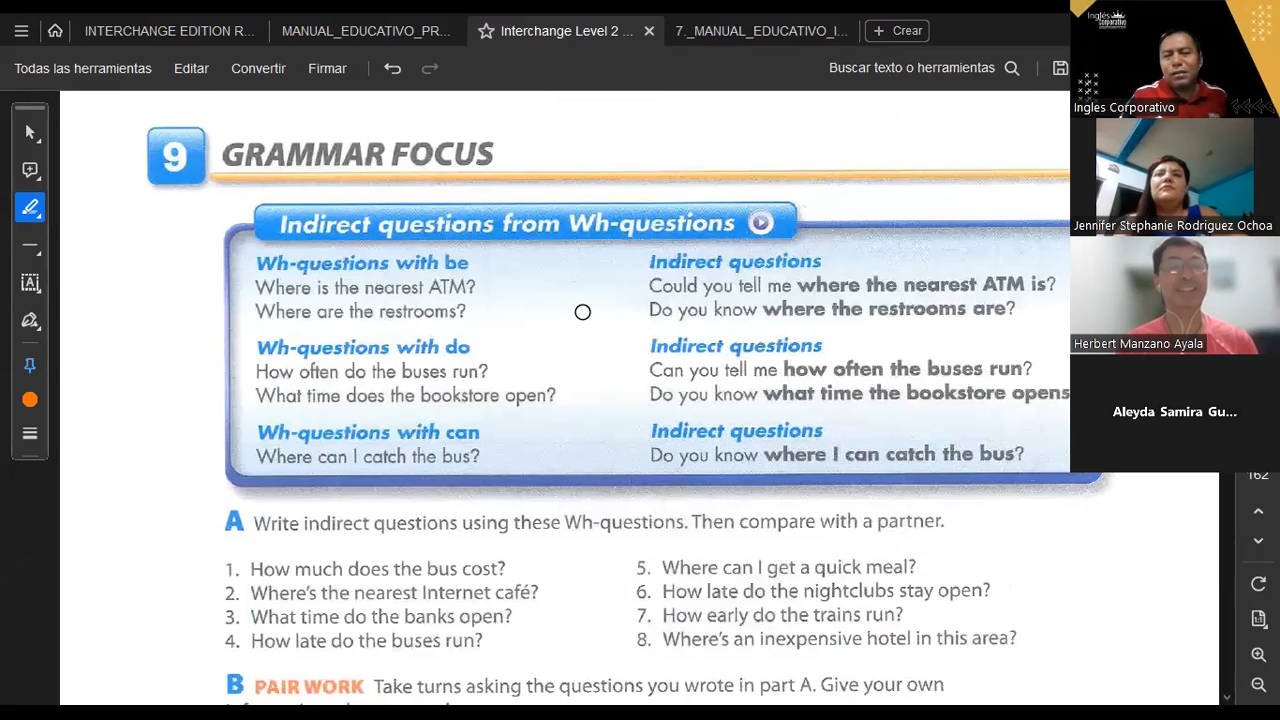 INTERCHANGE EDITION R...
MANUAL_EDUCATIVO_PR...
Interchange Level 2 ...
7._MANUAL_EDUCATIVO_I...
Crear
Todas las herramientas
Editar
Convertir
Firmar
Buscar texto o herramientas
9 GRAMMAR FOCUS
Indirect questions from Wh-questions
Wh-questions with be
Where is the nearest ATM?
Where are the restrooms?
Indirect questions
Could you tell me where the nearest ATM is?
Do you know where the restrooms are?
Wh-questions with do
How often do the buses run?
What time does the bookstore open?
Indirect questions
Can you tell me how often the buses run?
Do you know what time the bookstore opens
Wh-questions with can
Where can I catch the bus?
Indirect questions
Do you know where I can catch the bus?
A Write indirect questions using these Wh-questions. Then compare with a partner.
1. How much does the bus cost?
2. Where's the nearest Internet café?
3. What time do the banks open?
4. How late do the buses run?
5. Where can I get a quick meal?
6. How late do the nightclubs stay open?
7. How early do the trains run?
8. Where's an inexpensive hotel in this area?
B PAIR WORK Take turns asking the questions you wrote in part A. Give your own
Inglés
Corporativo
Ingles Corporativo
Jennifer Stephanie Rodriguez Ochoa
Herbert Manzano Ayala
Aleyda Samira Gu...
162
1:1